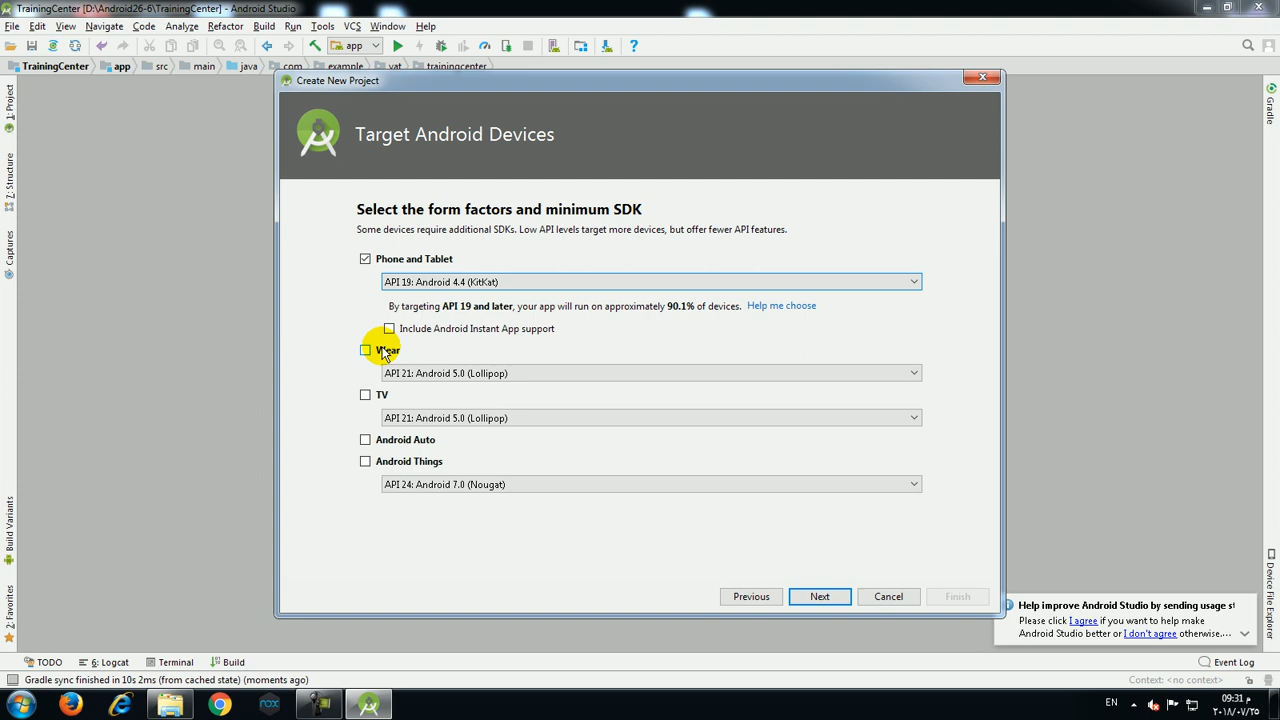 TrainingCenter [D:\Android26-6\TrainingCenter] - Android Studio
File Edit View Navigate Code Analyze Refactor Build Run Tools VCS Window Help
app
TrainingCenter app src main java com example vat trainingcenter
Create New Project
Target Android Devices
Select the form factors and minimum SDK
Some devices require additional SDKs. Low API levels target more devices, but offer fewer API features.
Phone and Tablet
API 19: Android 4.4 (KitKat)
By targeting API 19 and later, your app will run on approximately 90.1% of devices. Help me choose
Include Android Instant App support
Wear
API 21: Android 5.0 (Lollipop)
TV
API 21: Android 5.0 (Lollipop)
Android Auto
Android Things
API 24: Android 7.0 (Nougat)
Previous Next Cancel Finish
1: Project
7: Structure
Captures
Build Variants
2: Favorites
Gradle
Device File Explorer
Help improve Android Studio by sending usage st
Please click I agree if you want to help make
Android Studio better or I don't agree otherwise....
TODO 6: Logcat Terminal Build Event Log
Gradle sync finished in 10s 2ms (from cached state) (moments ago) Context: <no context>
nox
EN
09:31 م
٢٠١٨/٠٧/٢٥